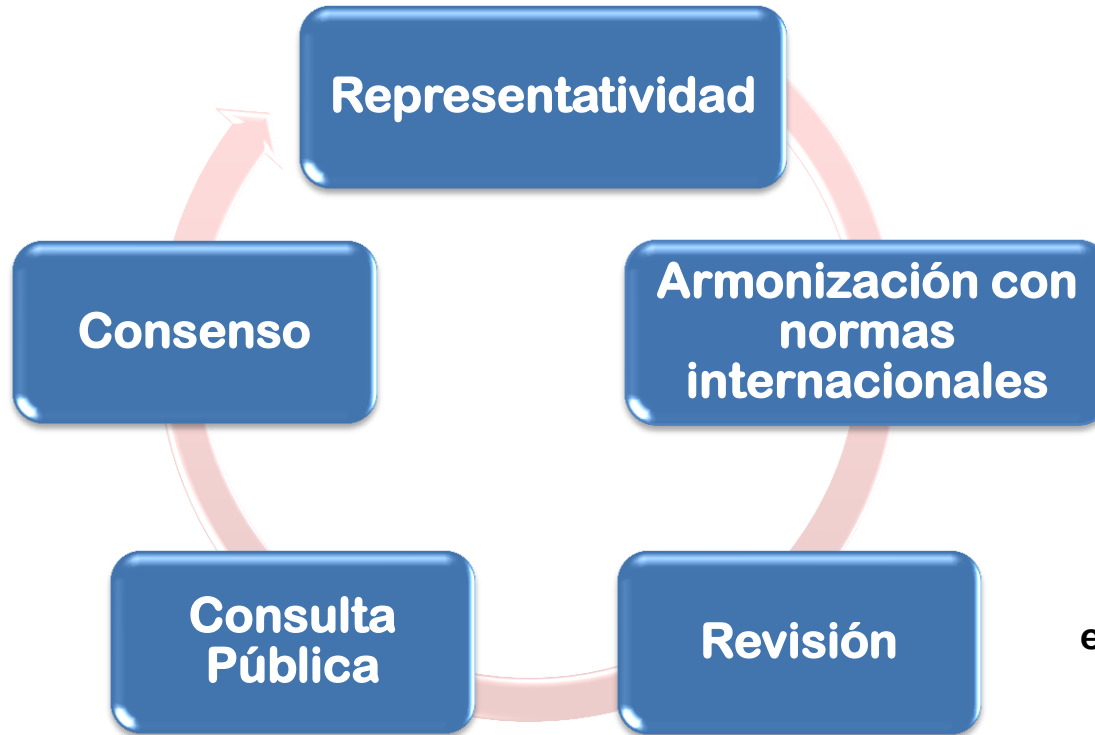 Representatividad
Armonización con
normas
internacionales
Revisión
Consulta
Pública
Consenso
e